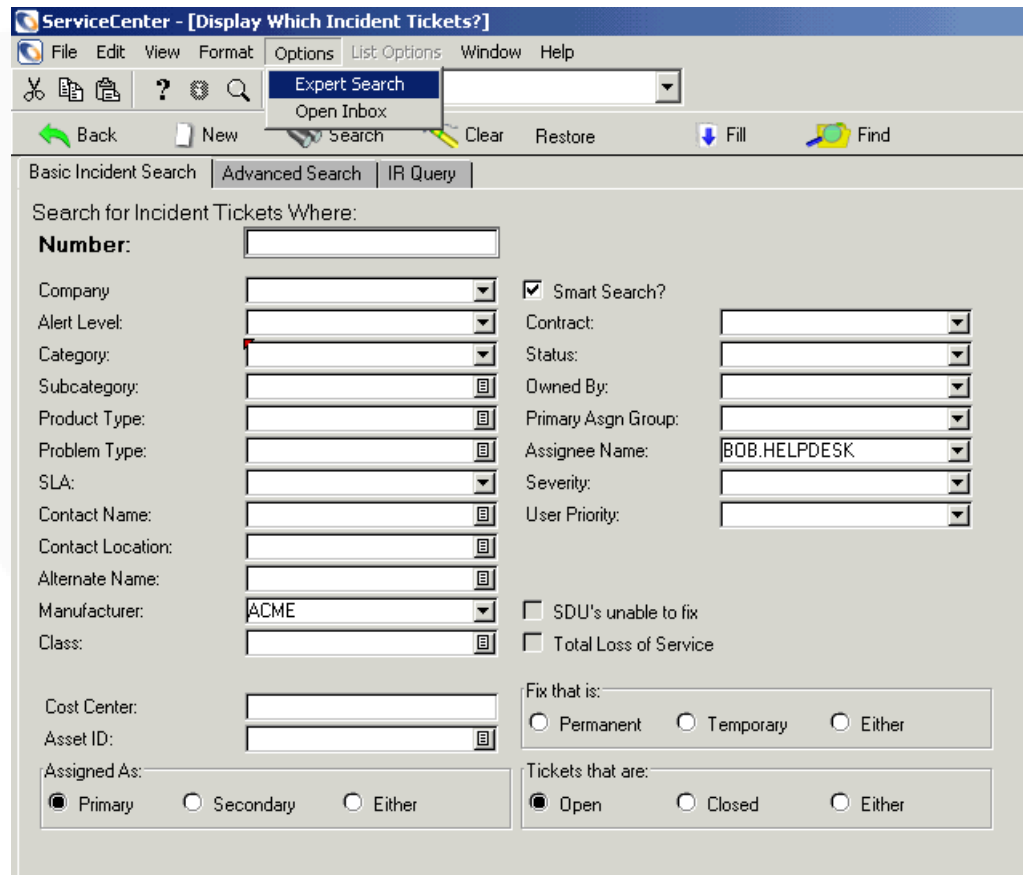 ServiceCenter - [Display Which Incident Tickets?]
File Edit View Format Options List Options Window Help
Expert Search
Open Inbox
Back New Search Clear Restore Fill Find
Basic Incident Search Advanced Search IR Query
Search for Incident Tickets Where:
Number:
Company Smart Search?
Alert Level: Contract:
Category: Status:
Subcategory: Owned By:
Product Type: Primary Asgn Group:
Problem Type: Assignee Name: BOB.HELPDESK
SLA: Severity:
Contact Name: User Priority:
Contact Location:
Alternate Name:
Manufacturer: ACME SDU's unable to fix
Class: Total Loss of Service
Fix that is:
Cost Center:
Permanent Temporary Either
Asset ID:
Assigned As: Tickets that are:
Primary Secondary Either Open Closed Either